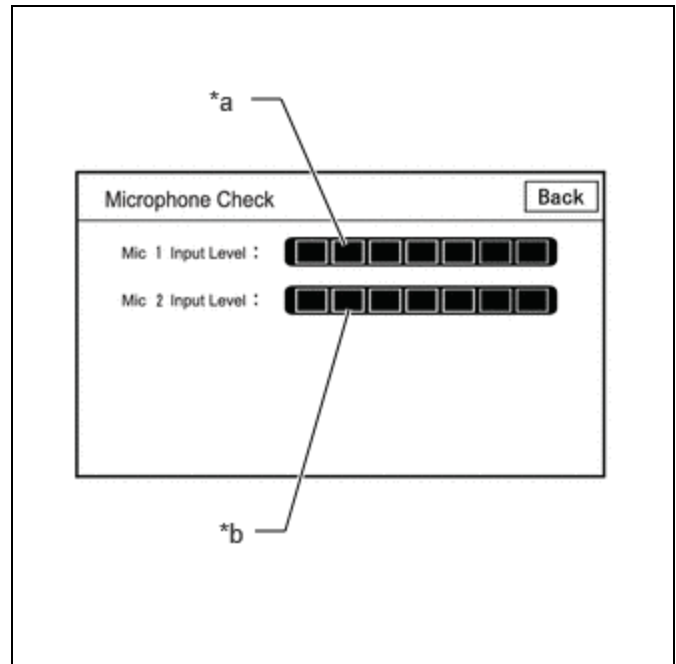 *a
Microphone Check Back
Mic 1 Input Level :
Mic 2 Input Level :
*b